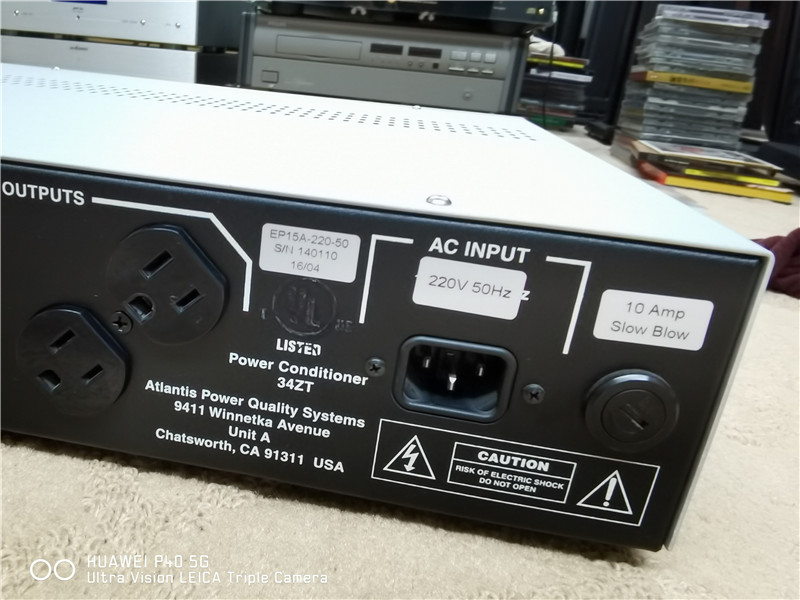 OUTPUTS
EP15A-220-50
S/N 140110
16/04
UL
LISTED
Power Conditioner
34ZT
Atlantis Power Quality Systems
9411 Winnetka Avenue
Unit A
Chatsworth, CA 91311 USA
AC INPUT
220V 50Hz
10 Amp
Slow Blow
CAUTION
RISK OF ELECTRIC SHOCK
DO NOT OPEN
HUAWEI P40 5G
Ultra Vision LEICA Triple Camera